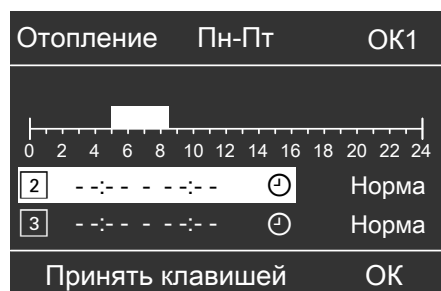 Отопление Пн-Пт ОК1
0 2 4 6 8 10 12 14 16 18 20 22 24
2 - -:- - - - -:- - Норма
3 - -:- - - - -:- - Норма
Принять клавишей ОК